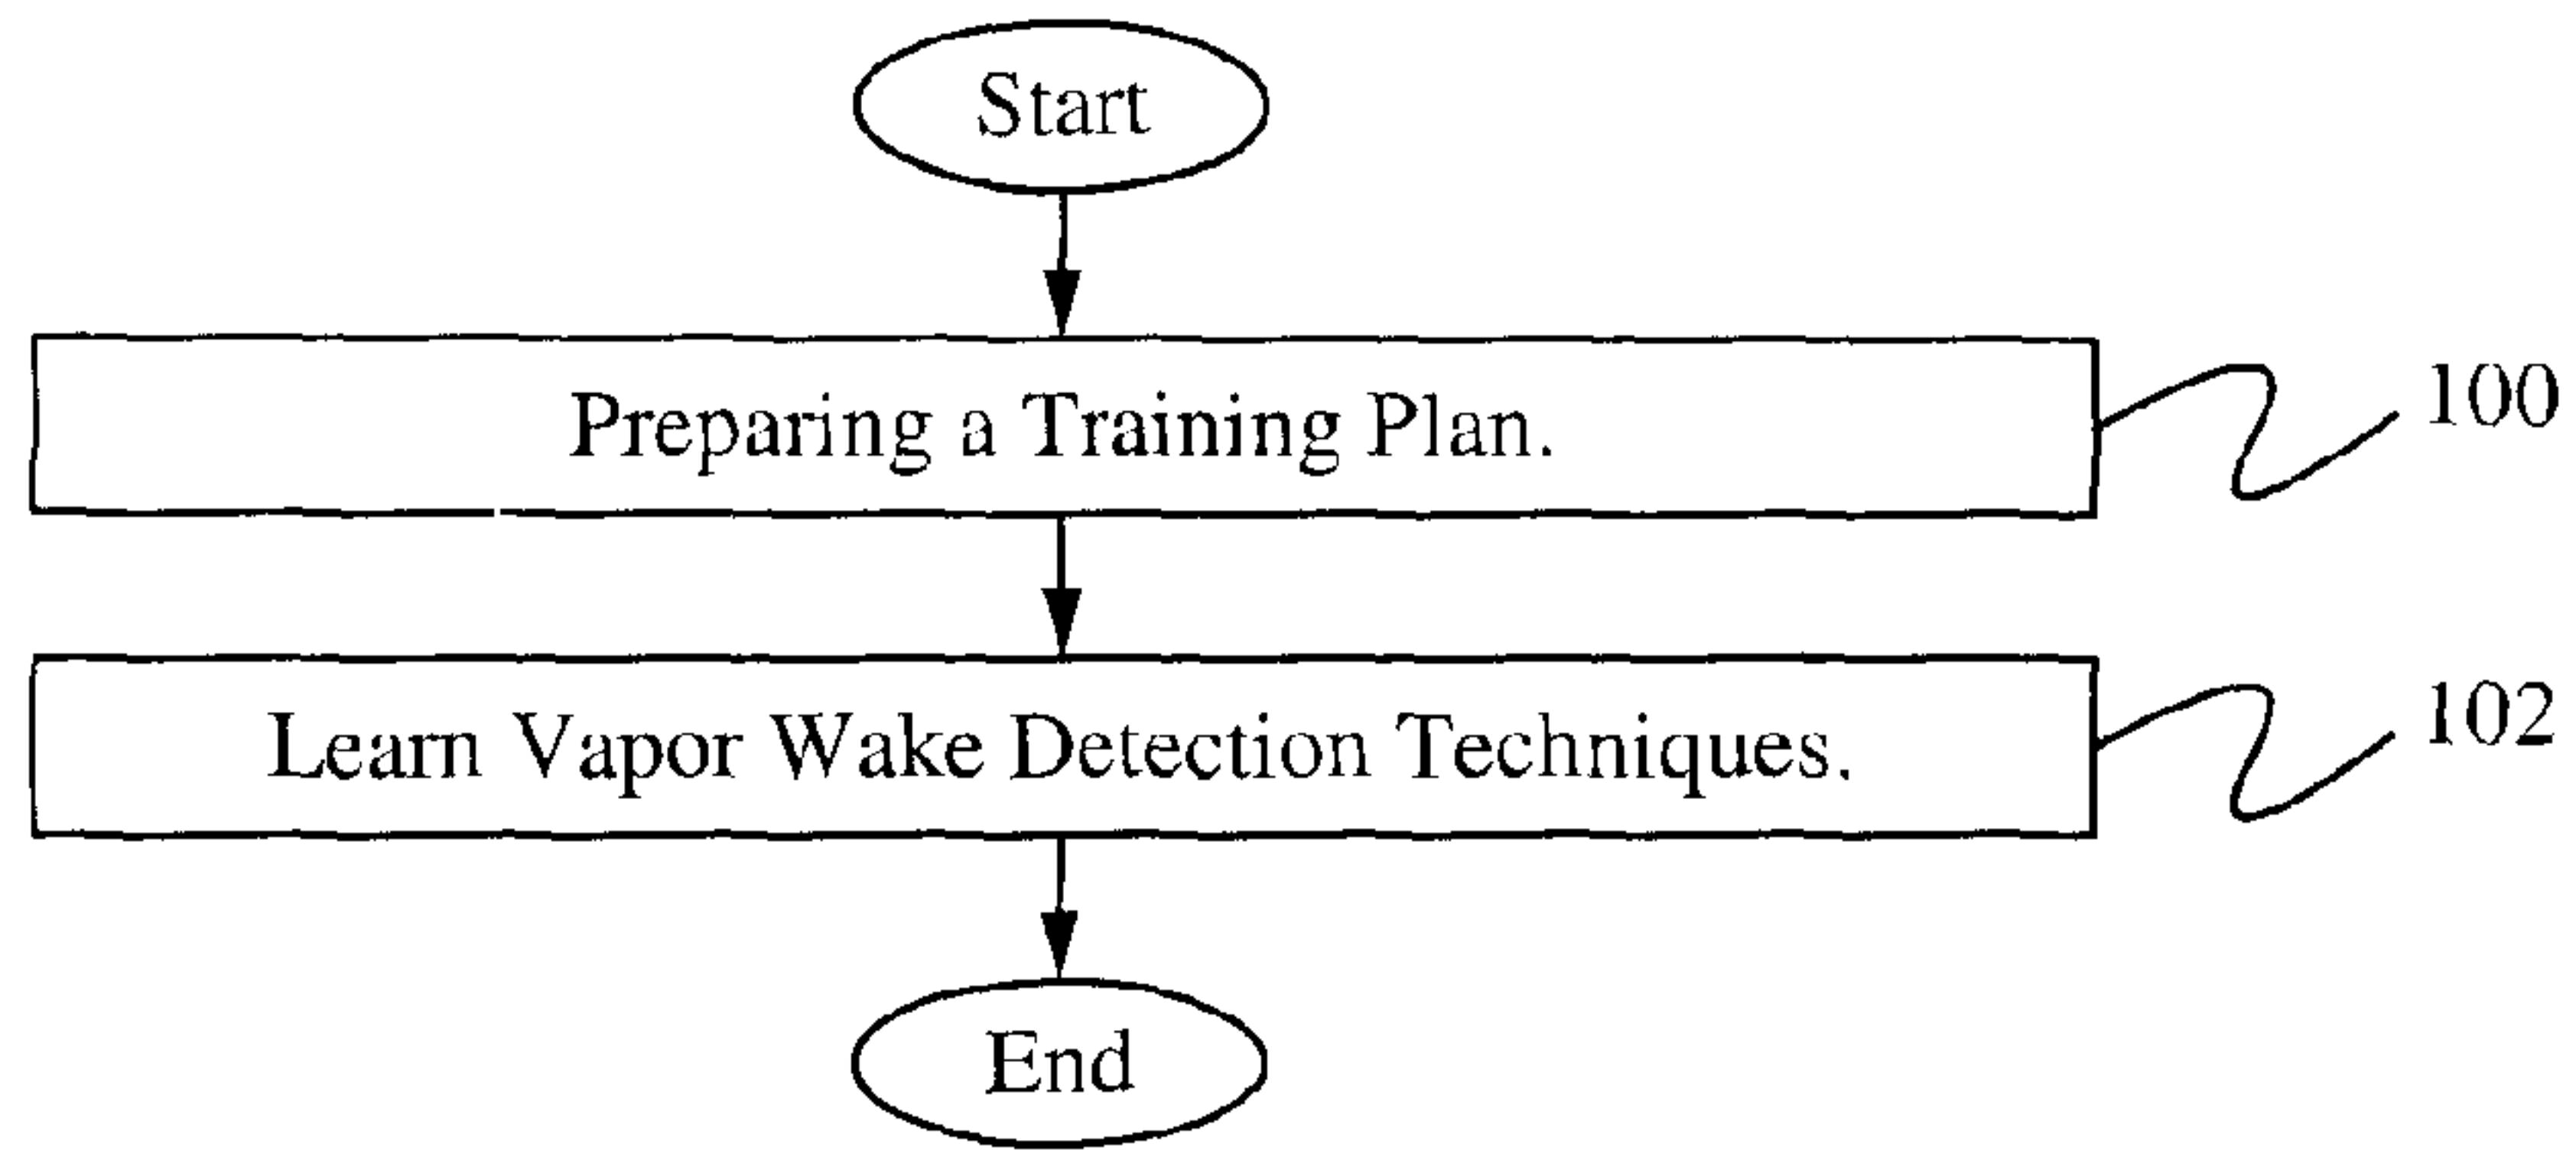 Start
Preparing a Training Plan.
100
Learn Vapor Wake Detection Techniques.
102
End